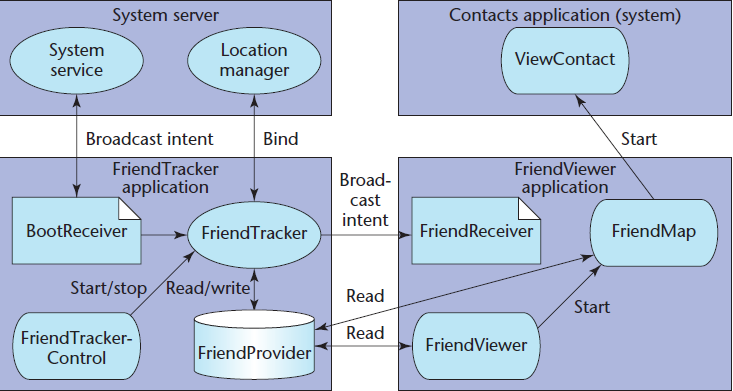 System server
System
service
Location
manager
Contacts application (system)
ViewContact
Broadcast intent
Bind
Start
FriendTracker
application
BootReceiver
FriendTracker
Start/stop
Read/write
FriendTracker-
Control
FriendProvider
Broad-
cast
intent
Read
Read
FriendViewer
application
FriendReceiver
FriendMap
Start
FriendViewer